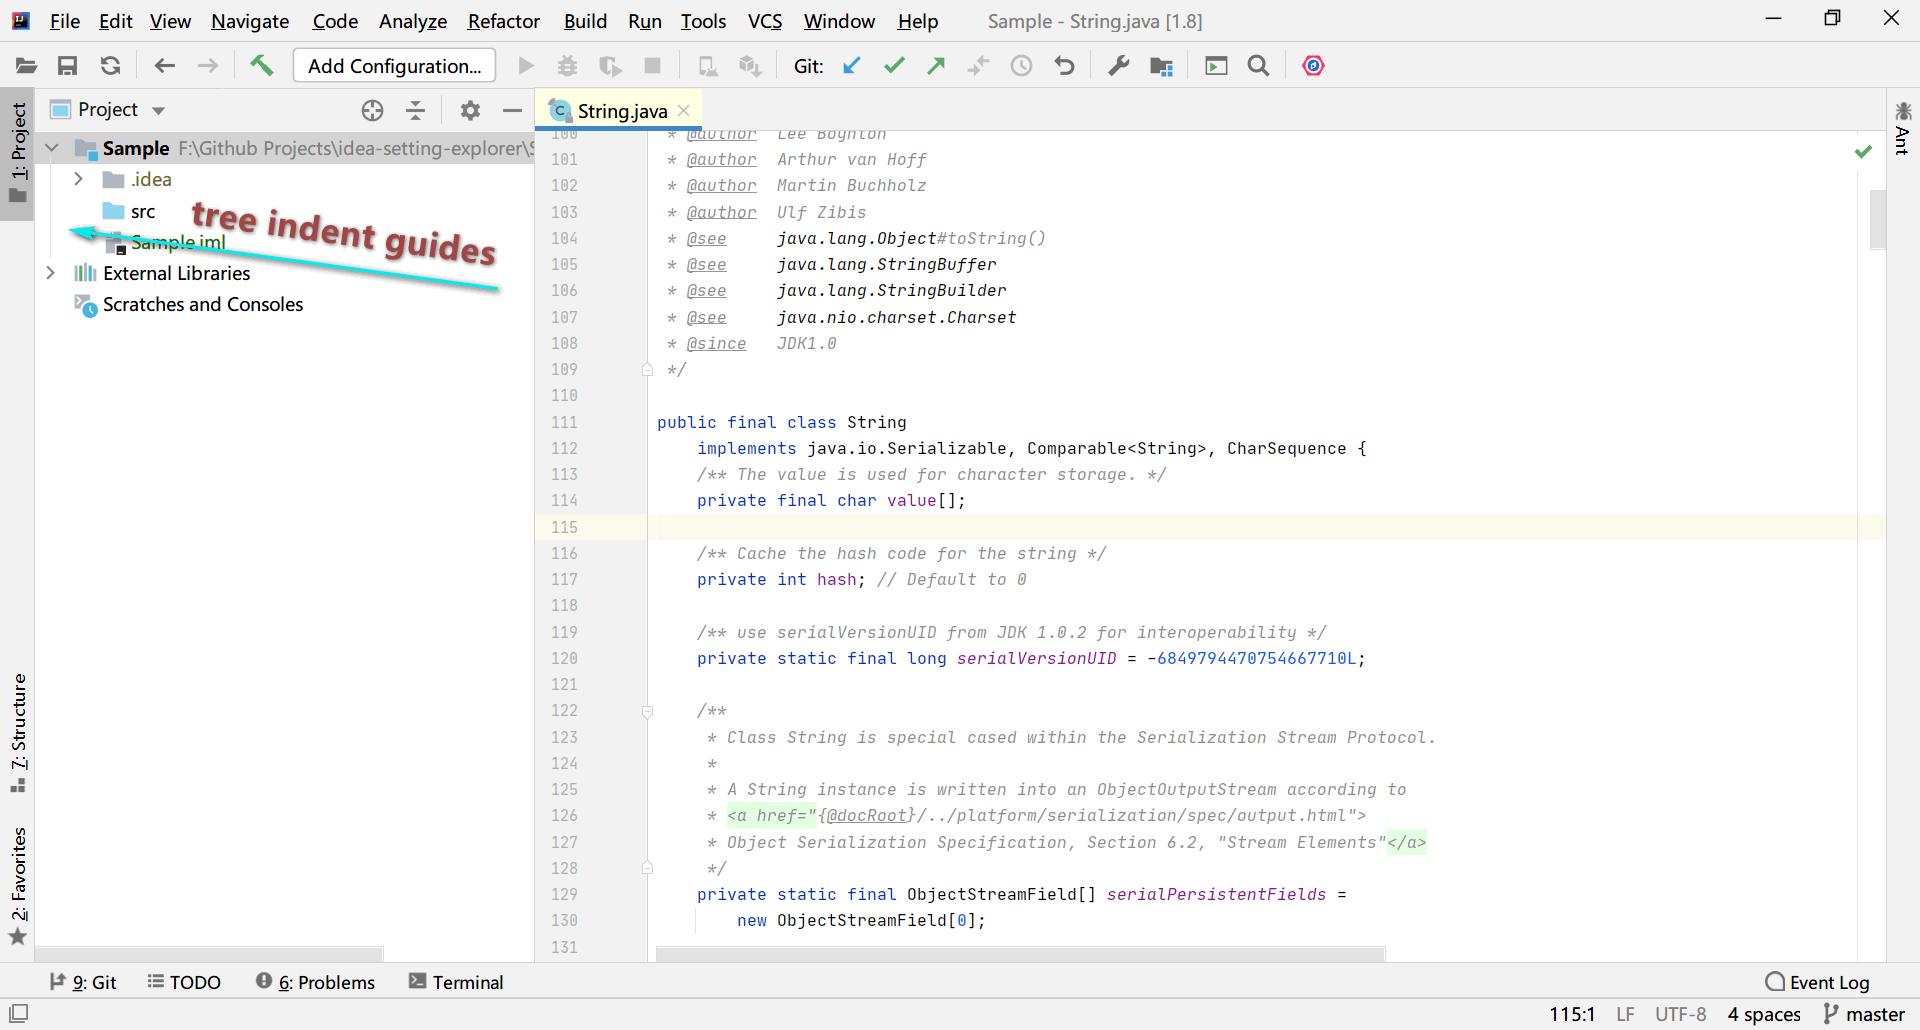 File Edit View Navigate Code Analyze Refactor Build Run Tools VCS Window Help Sample - String.java [1.8]
Add Configuration... Git:
Project
String.java
1: Project
7: Structure
2: Favorites
Sample F:\Github Projects\idea-setting-explorer\S
.idea
src
Sample.iml
External Libraries
Scratches and Consoles
tree indent guides
100 * @author Lee Boynton
101 * @author Arthur van Hoff
102 * @author Martin Buchholz
103 * @author Ulf Zibis
104 * @see java.lang.Object#toString()
105 * @see java.lang.StringBuffer
106 * @see java.lang.StringBuilder
107 * @see java.nio.charset.Charset
108 * @since JDK1.0
109 */
110
111 public final class String
112 implements java.io.Serializable, Comparable<String>, CharSequence {
113 /** The value is used for character storage. */
114 private final char value[];
115
116 /** Cache the hash code for the string */
117 private int hash; // Default to 0
118
119 /** use serialVersionUID from JDK 1.0.2 for interoperability */
120 private static final long serialVersionUID = -6849794470754667710L;
121
122 /**
123 * Class String is special cased within the Serialization Stream Protocol.
124 *
125 * A String instance is written into an ObjectOutputStream according to
126 * <a href="{@docRoot}/../platform/serialization/spec/output.html">
127 * Object Serialization Specification, Section 6.2, "Stream Elements"</a>
128 */
129 private static final ObjectStreamField[] serialPersistentFields =
130 new ObjectStreamField[0];
131
Ant
9: Git TODO 6: Problems Terminal Event Log
115:1 LF UTF-8 4 spaces master